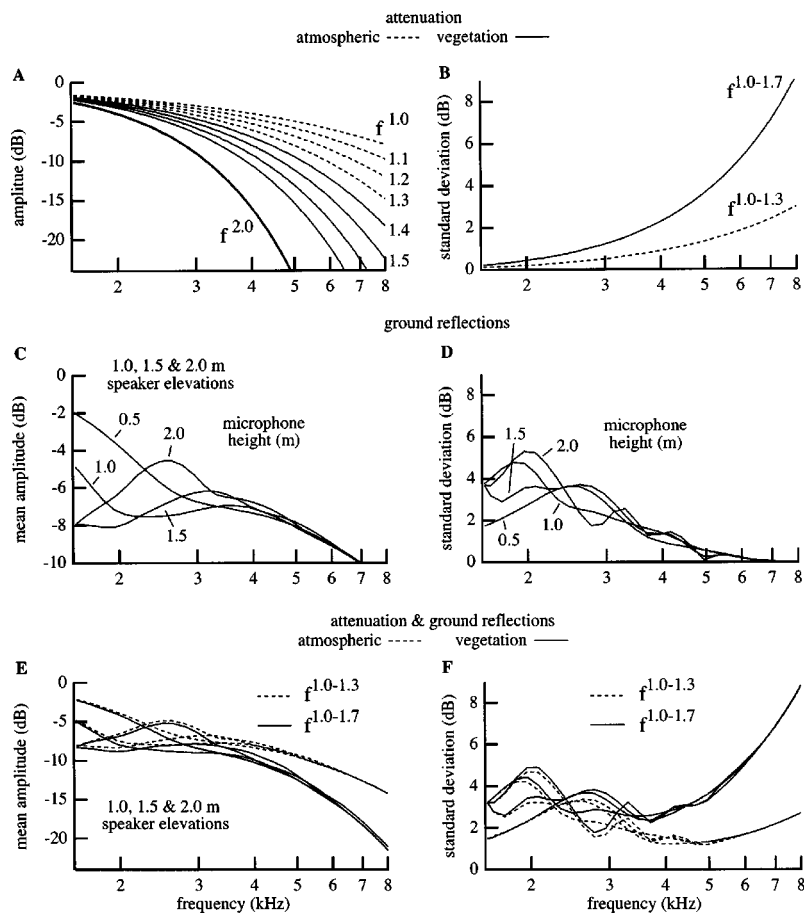 attenuation
atmospheric vegetation
A
0
-5
-10
-15
-20
amplitue (dB)
f^1.0
1.1
1.2
1.3
1.4
1.5
f^2.0
2 3 4 5 6 7 8
B
8
6
4
2
0
standard deviation (dB)
f^1.0-1.7
f^1.0-1.3
2 3 4 5 6 7 8
ground reflections
C
0
-2
-4
-6
-8
-10
mean amplitude (dB)
1.0, 1.5 & 2.0 m
speaker elevations
microphone
height (m)
0.5
2.0
1.0
1.5
2 3 4 5 6 7 8
D
8
6
4
2
0
standard deviation (dB)
microphone
height (m)
1.5
2.0
1.0
0.5
2 3 4 5 6 7 8
attenuation & ground reflections
atmospheric vegetation
E
0
-5
-10
-15
-20
mean amplitude (dB)
f^1.0-1.3
f^1.0-1.7
1.0, 1.5 & 2.0 m
speaker elevations
2 3 4 5 6 7 8
frequency (kHz)
F
8
6
4
2
0
standard deviation (dB)
f^1.0-1.3
f^1.0-1.7
2 3 4 5 6 7 8
frequency (kHz)